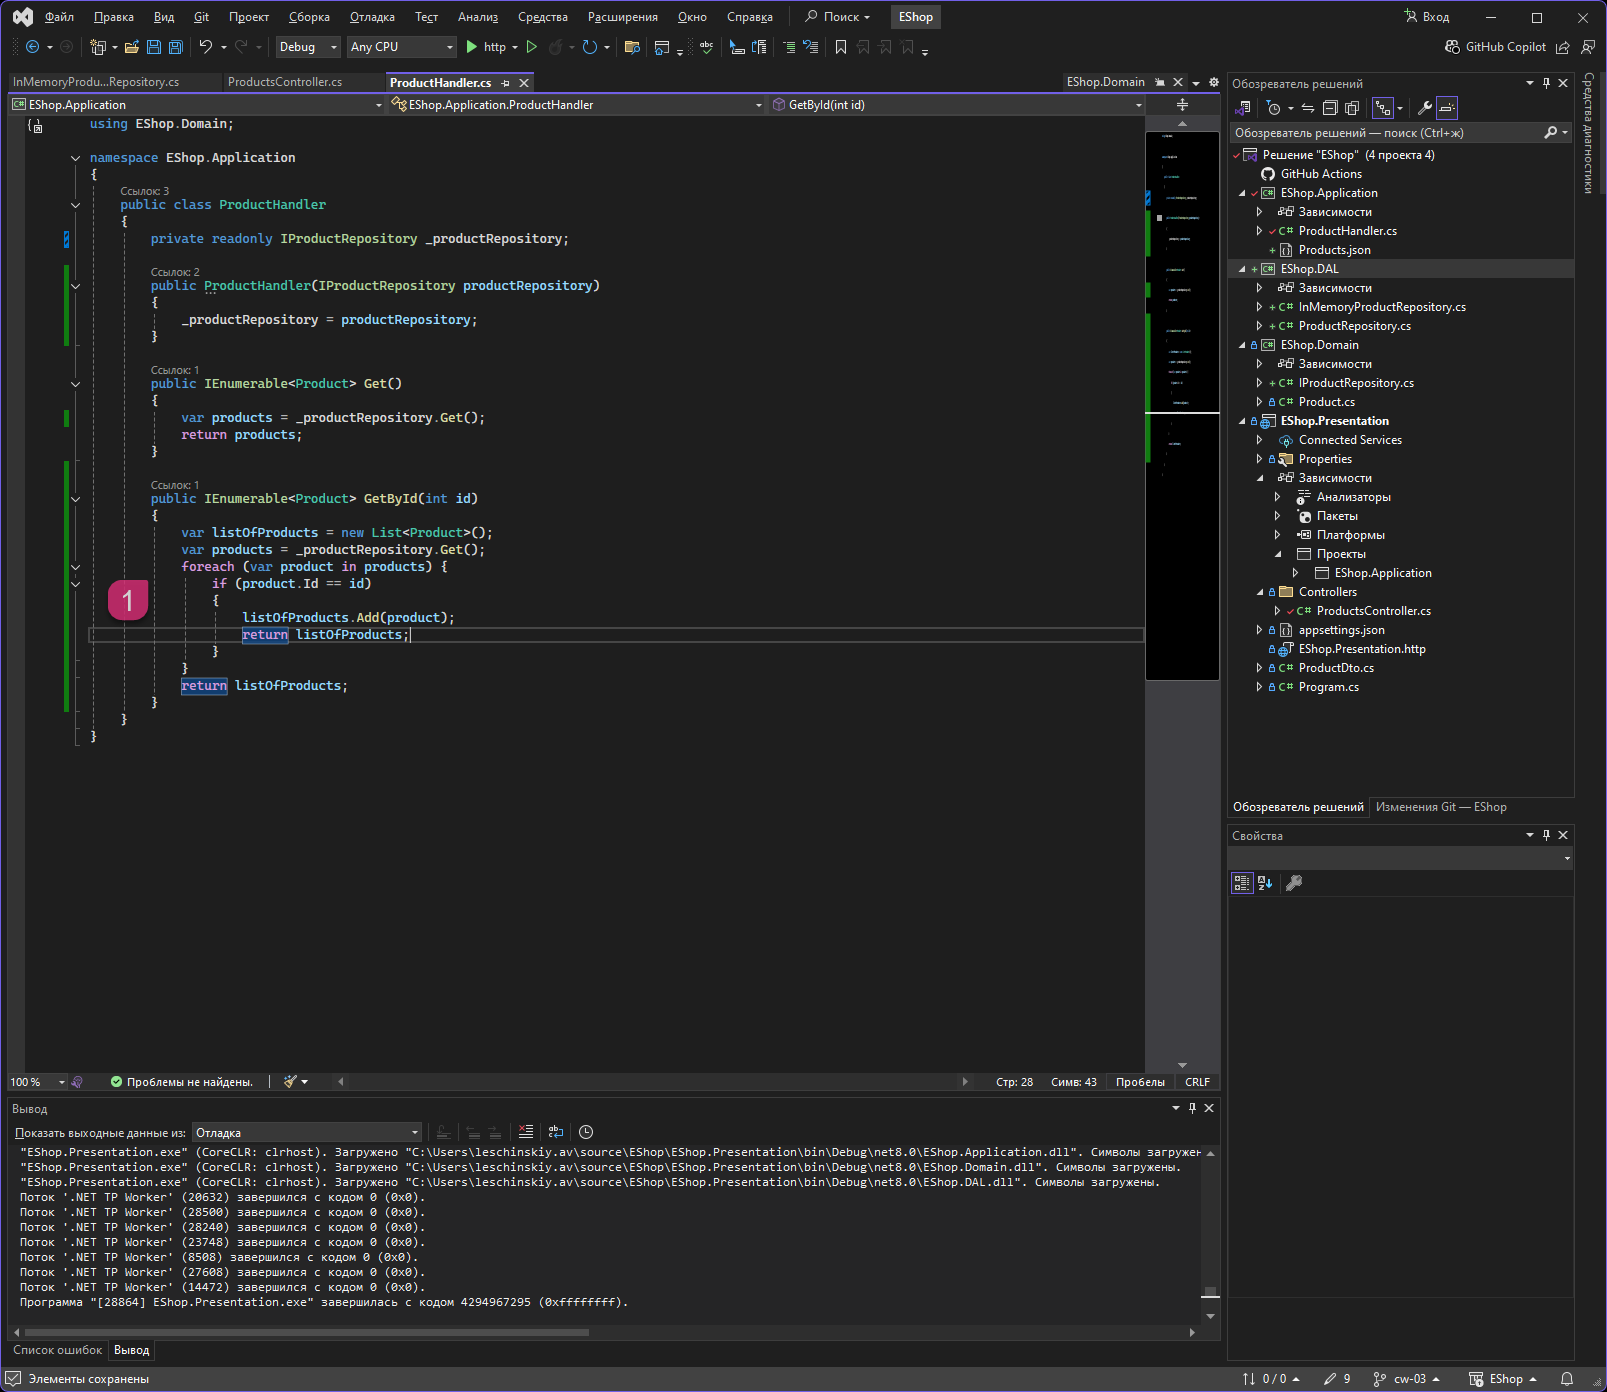 Файл Правка Вид Git Проект Сборка Отладка Тест Анализ Средства Расширения Окно Справка Поиск EShop Вход
Debug Any CPU http GitHub Copilot
InMemoryProdu...Repository.cs ProductsController.cs ProductHandler.cs EShop.Domain
EShop.Application EShop.Application.ProductHandler GetById(int id)
using EShop.Domain;
namespace EShop.Application
{
Ссылок: 3
public class ProductHandler
{
private readonly IProductRepository _productRepository;
Ссылок: 2
public ProductHandler(IProductRepository productRepository)
{
_productRepository = productRepository;
}
Ссылок: 1
public IEnumerable<Product> Get()
{
var products = _productRepository.Get();
return products;
}
Ссылок: 1
public IEnumerable<Product> GetById(int id)
{
var listOfProducts = new List<Product>();
var products = _productRepository.Get();
foreach (var product in products) {
if (product.Id == id)
1
{
listOfProducts.Add(product);
return listOfProducts;
}
}
return listOfProducts;
}
}
}
100 % Проблемы не найдены. Стр: 28 Симв: 43 Пробелы CRLF
Вывод
Показать выходные данные из: Отладка
"EShop.Presentation.exe" (CoreCLR: clrhost). Загружено "C:\Users\leschinskiy.av\source\EShop\EShop.Presentation\bin\Debug\net8.0\EShop.Application.dll". Символы загружен
"EShop.Presentation.exe" (CoreCLR: clrhost). Загружено "C:\Users\leschinskiy.av\source\EShop\EShop.Presentation\bin\Debug\net8.0\EShop.Domain.dll". Символы загружены.
"EShop.Presentation.exe" (CoreCLR: clrhost). Загружено "C:\Users\leschinskiy.av\source\EShop\EShop.Presentation\bin\Debug\net8.0\EShop.DAL.dll". Символы загружены.
Поток '.NET TP Worker' (20632) завершился с кодом 0 (0x0).
Поток '.NET TP Worker' (28500) завершился с кодом 0 (0x0).
Поток '.NET TP Worker' (28240) завершился с кодом 0 (0x0).
Поток '.NET TP Worker' (23748) завершился с кодом 0 (0x0).
Поток '.NET TP Worker' (8508) завершился с кодом 0 (0x0).
Поток '.NET TP Worker' (27608) завершился с кодом 0 (0x0).
Поток '.NET TP Worker' (14472) завершился с кодом 0 (0x0).
Программа "[28864] EShop.Presentation.exe" завершилась с кодом 4294967295 (0xffffffff).
Список ошибок Вывод
Обозреватель решений
Обозреватель решений — поиск (Ctrl+ж)
Решение "EShop" (4 проекта 4)
GitHub Actions
EShop.Application
Зависимости
ProductHandler.cs
Products.json
EShop.DAL
Зависимости
InMemoryProductRepository.cs
ProductRepository.cs
EShop.Domain
Зависимости
IProductRepository.cs
Product.cs
EShop.Presentation
Connected Services
Properties
Зависимости
Анализаторы
Пакеты
Платформы
Проекты
EShop.Application
Controllers
ProductsController.cs
appsettings.json
EShop.Presentation.http
ProductDto.cs
Program.cs
Обозреватель решений Изменения Git — EShop
Свойства
Средства диагностики
Элементы сохранены 0 / 0 9 cw-03 EShop